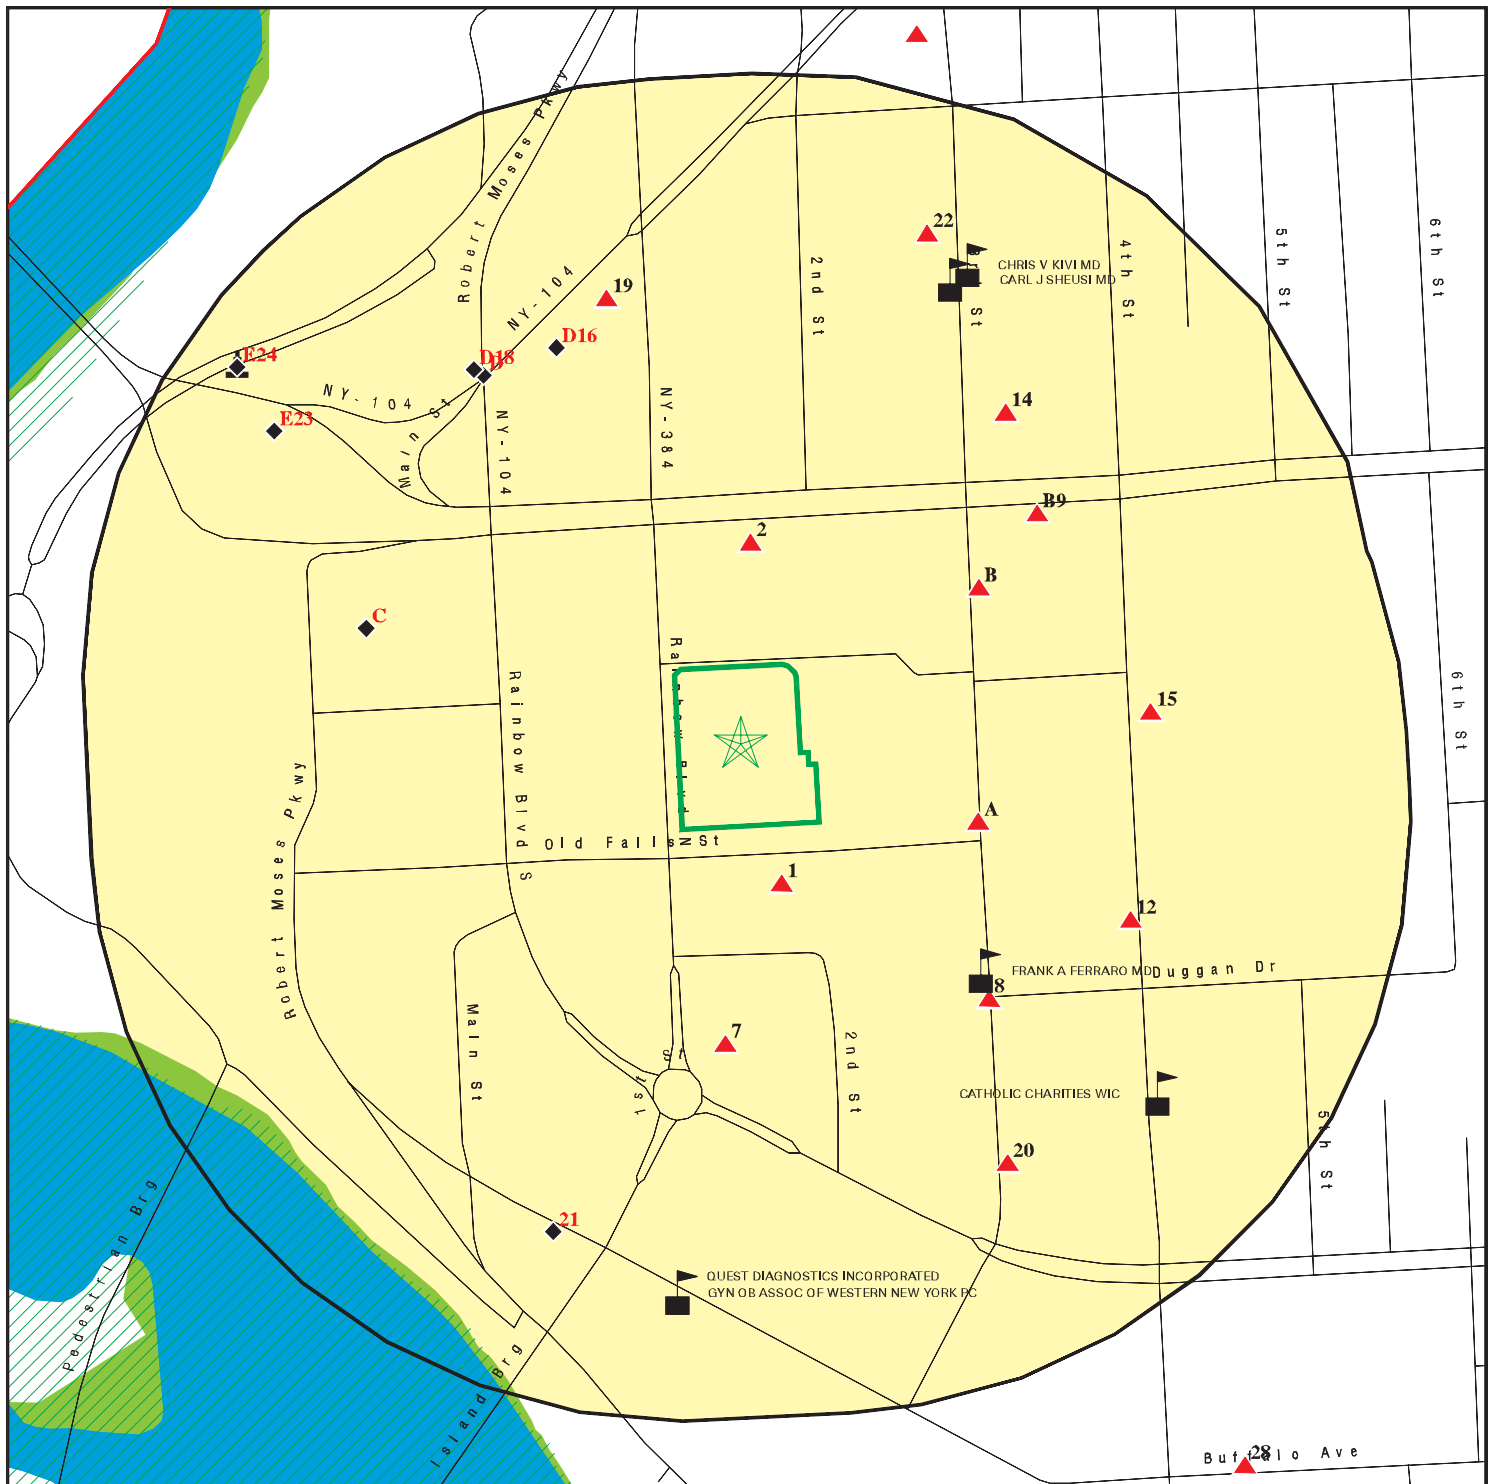 Robert Moses Pkwy
22
CHRIS V KIVI MD
CARL J SHEUSI MD
2nd St
St
4th St
5th St
6th St
19
NY-104
D16
D18
D
E24
NY-104
Main St
E23
NY-104
NY-384
14
B9
2
B
C
Rainbow Blvd N
Rainbow Blvd S
15
6th St
Robert Moses Pkwy
Old Falls St
A
1
12
FRANK A FERRARO MD
Duggan Dr
8
Main St
7
1st St
2nd St
CATHOLIC CHARITIES WIC
5th St
20
21
Pedestrian Brg
QUEST DIAGNOSTICS INCORPORATED
GYN OB ASSOC OF WESTERN NEW YORK PC
Island Brg
Buffalo Ave
28